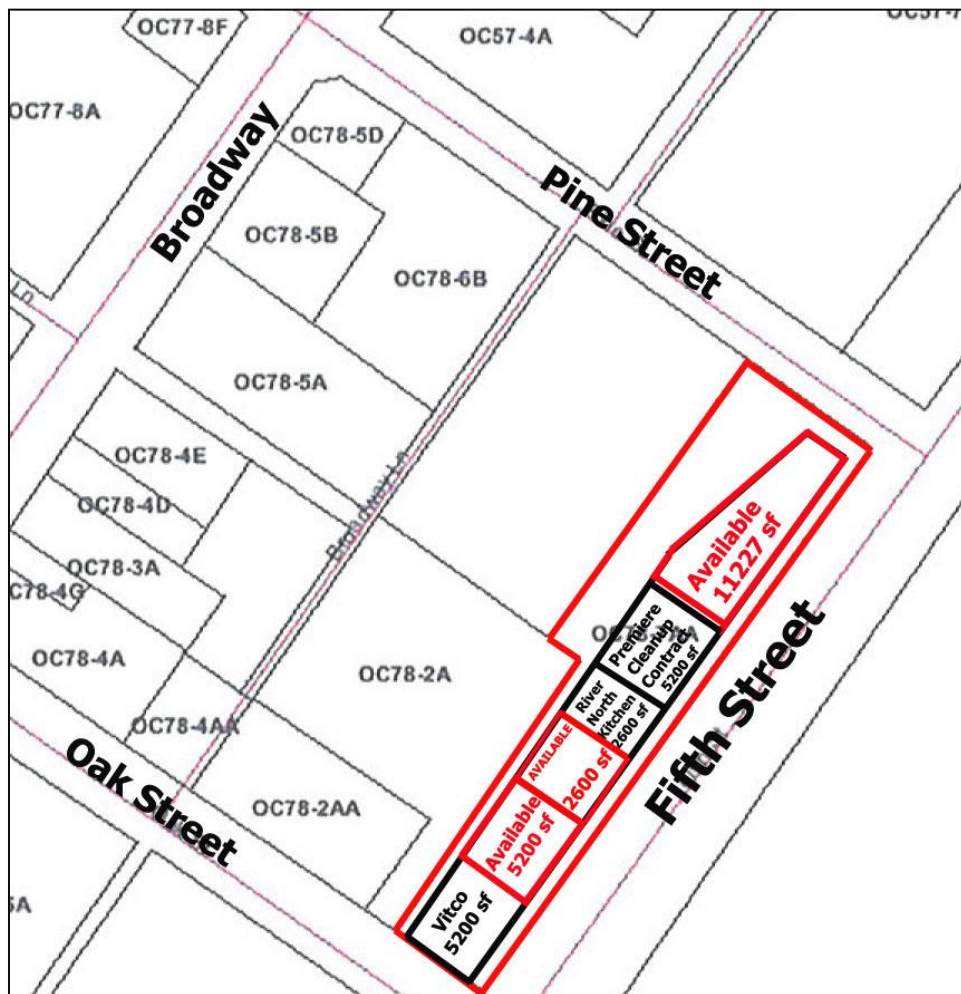 OC77-8F
OC57-4A
OC77-8A
OC78-5D
Broadway
Pine Street
OC78-5B
OC78-6B
Ln
OC78-5A
OC78-4E
Broadway Ln
OC78-4D
Available
11227 sf
OC78-3A
OC78-4G
Premiere
Cleanup
Contract
5200 sf
OC78-4A
OC78-2A
River
North
Kitchen
2600 sf
Fifth Street
OC78-4AA
AVAILABLE
2600 sf
Oak Street
OC78-2AA
Available
5200 sf
Vitco
5200 sf